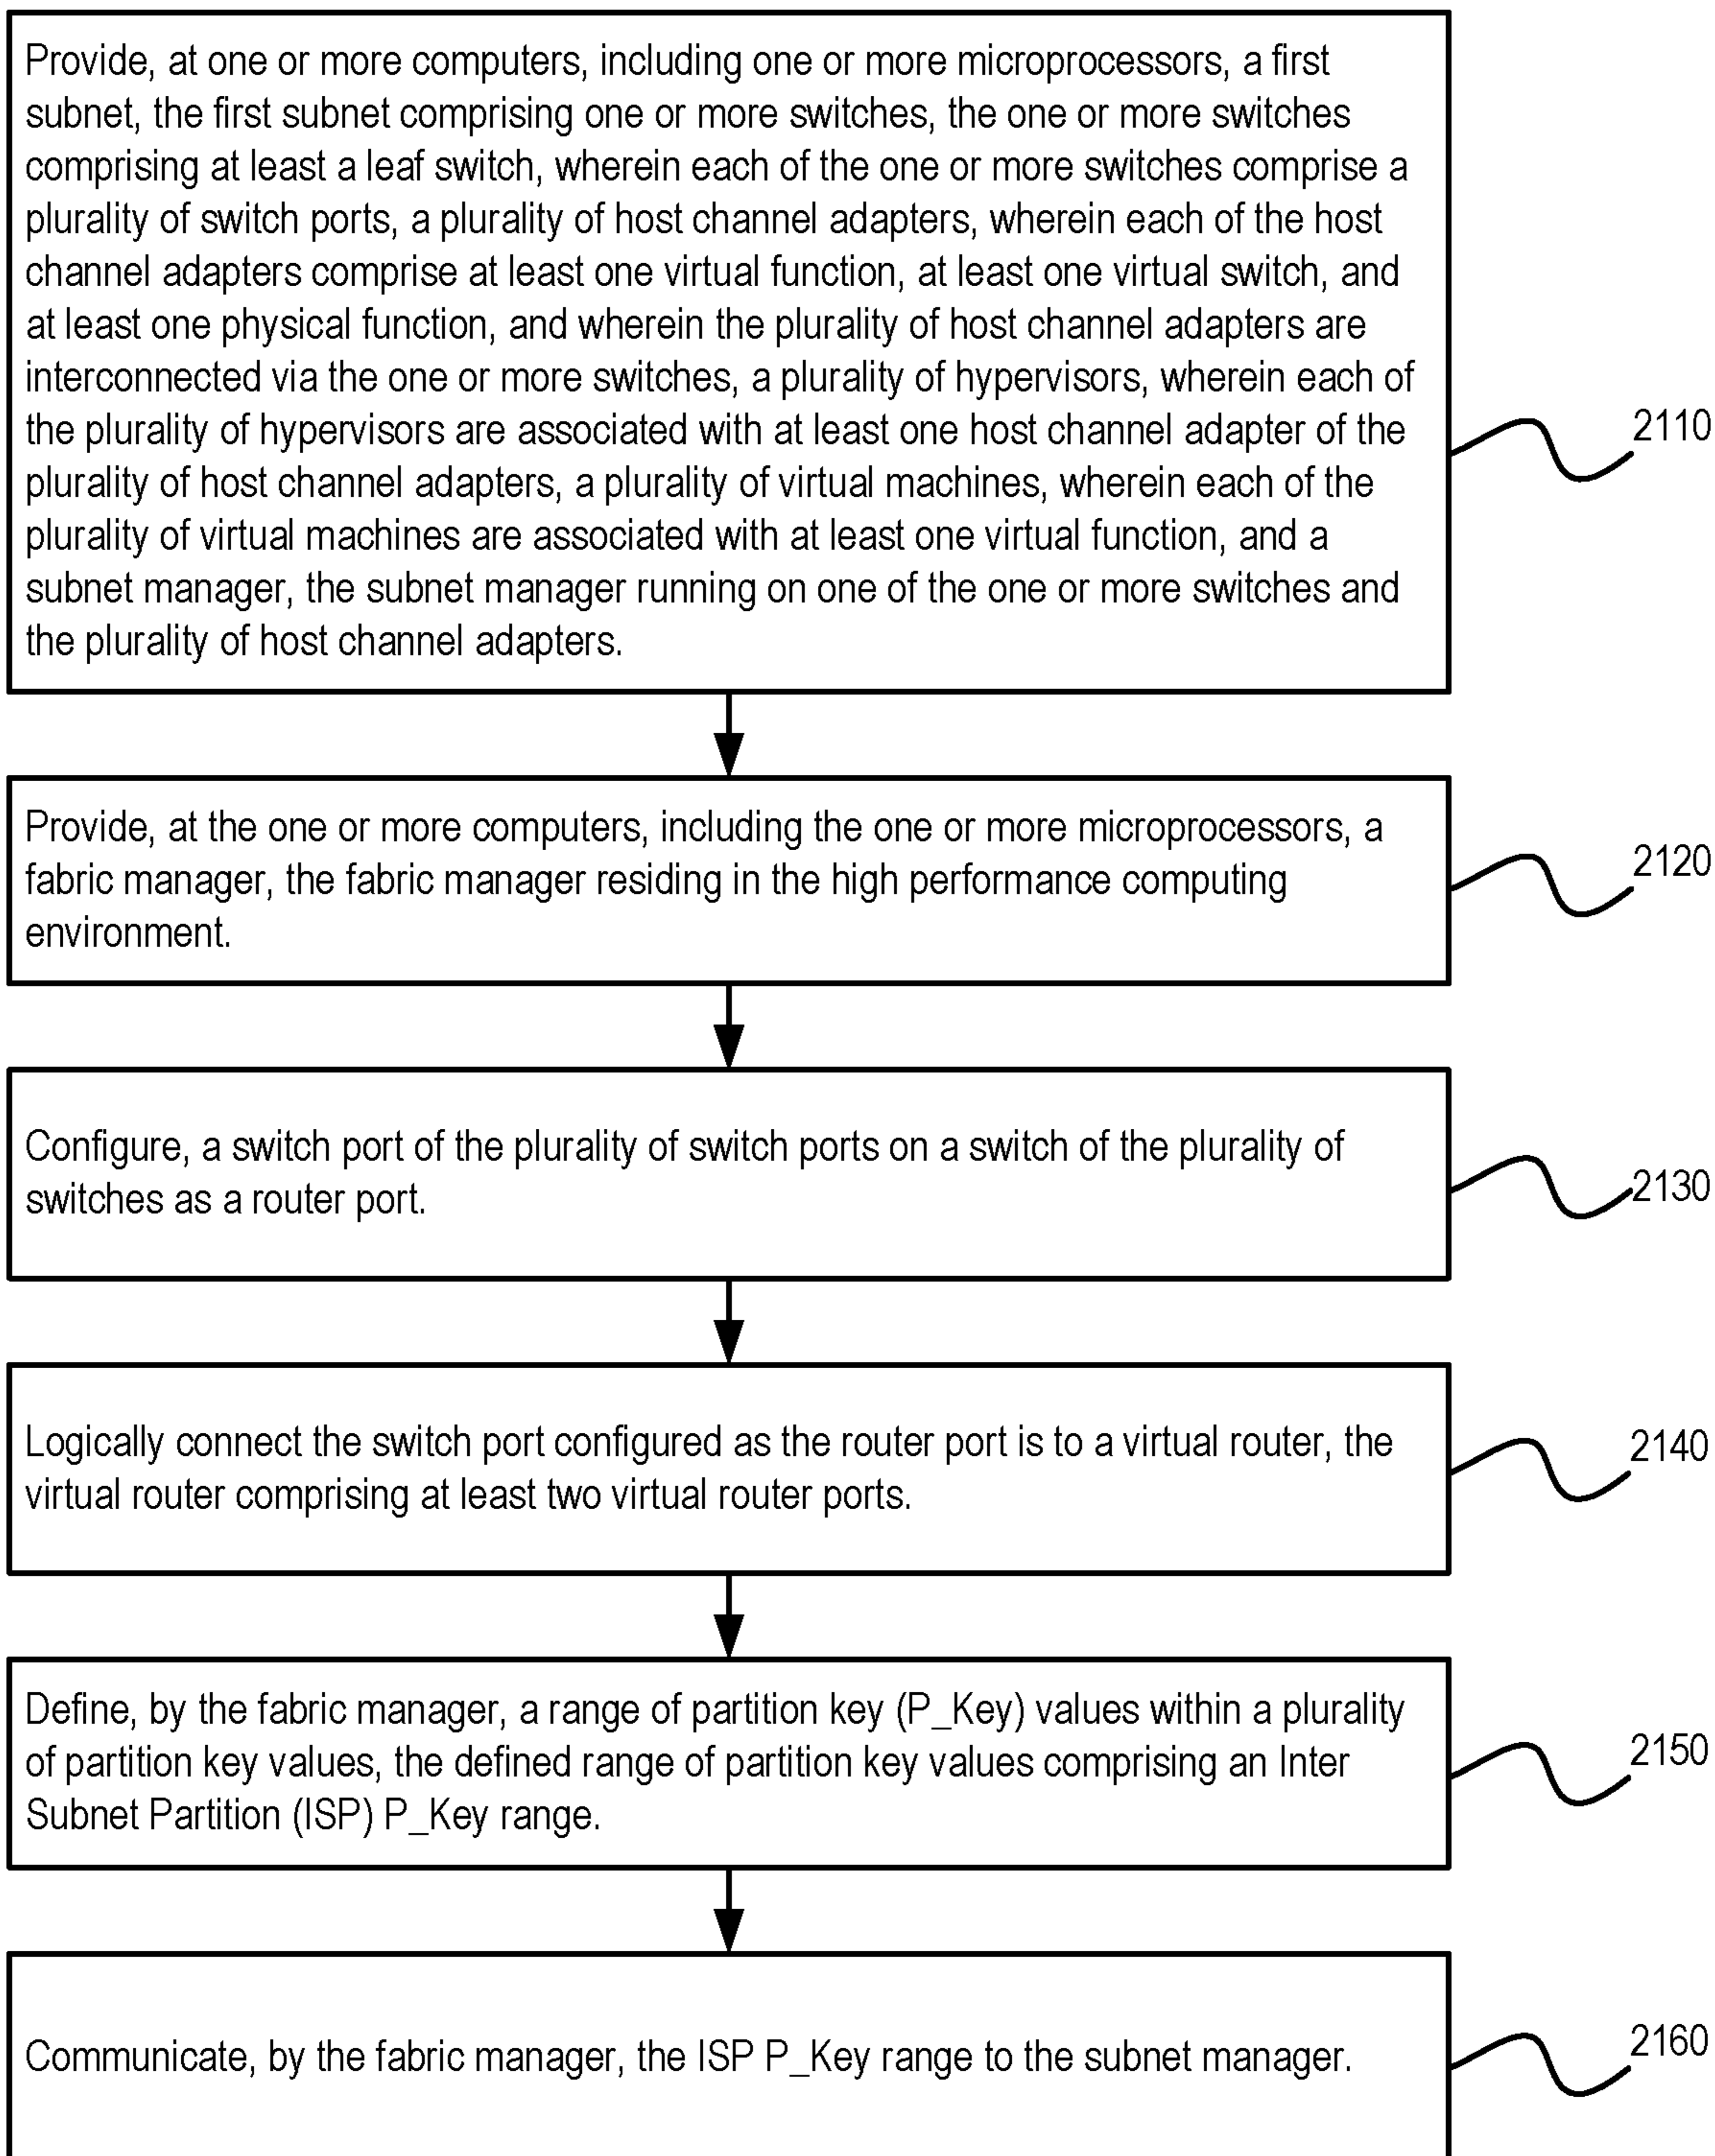 Provide, at one or more computers, including one or more microprocessors, a first
subnet, the first subnet comprising one or more switches, the one or more switches
comprising at least a leaf switch, wherein each of the one or more switches comprise a
plurality of switch ports, a plurality of host channel adapters, wherein each of the host
channel adapters comprise at least one virtual function, at least one virtual switch, and
at least one physical function, and wherein the plurality of host channel adapters are
interconnected via the one or more switches, a plurality of hypervisors, wherein each of
the plurality of hypervisors are associated with at least one host channel adapter of the
plurality of host channel adapters, a plurality of virtual machines, wherein each of the
plurality of virtual machines are associated with at least one virtual function, and a
subnet manager, the subnet manager running on one of the one or more switches and
the plurality of host channel adapters.
2110
Provide, at the one or more computers, including the one or more microprocessors, a
fabric manager, the fabric manager residing in the high performance computing
environment.
2120
Configure, a switch port of the plurality of switch ports on a switch of the plurality of
switches as a router port.
2130
Logically connect the switch port configured as the router port is to a virtual router, the
virtual router comprising at least two virtual router ports.
2140
Define, by the fabric manager, a range of partition key (P_Key) values within a plurality
of partition key values, the defined range of partition key values comprising an Inter
Subnet Partition (ISP) P_Key range.
2150
Communicate, by the fabric manager, the ISP P_Key range to the subnet manager.
2160